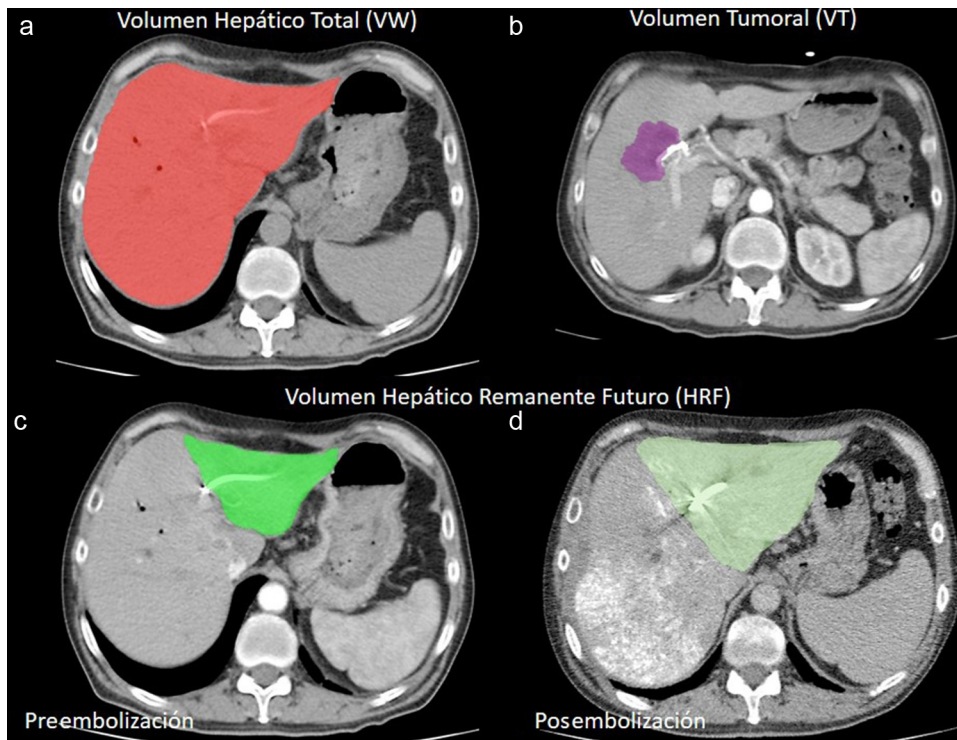 a
Volumen Hepático Total (VW)
b
Volumen Tumoral (VT)
Volumen Hepático Remanente Futuro (HRF)
c
d
Preembolización
Posembolización